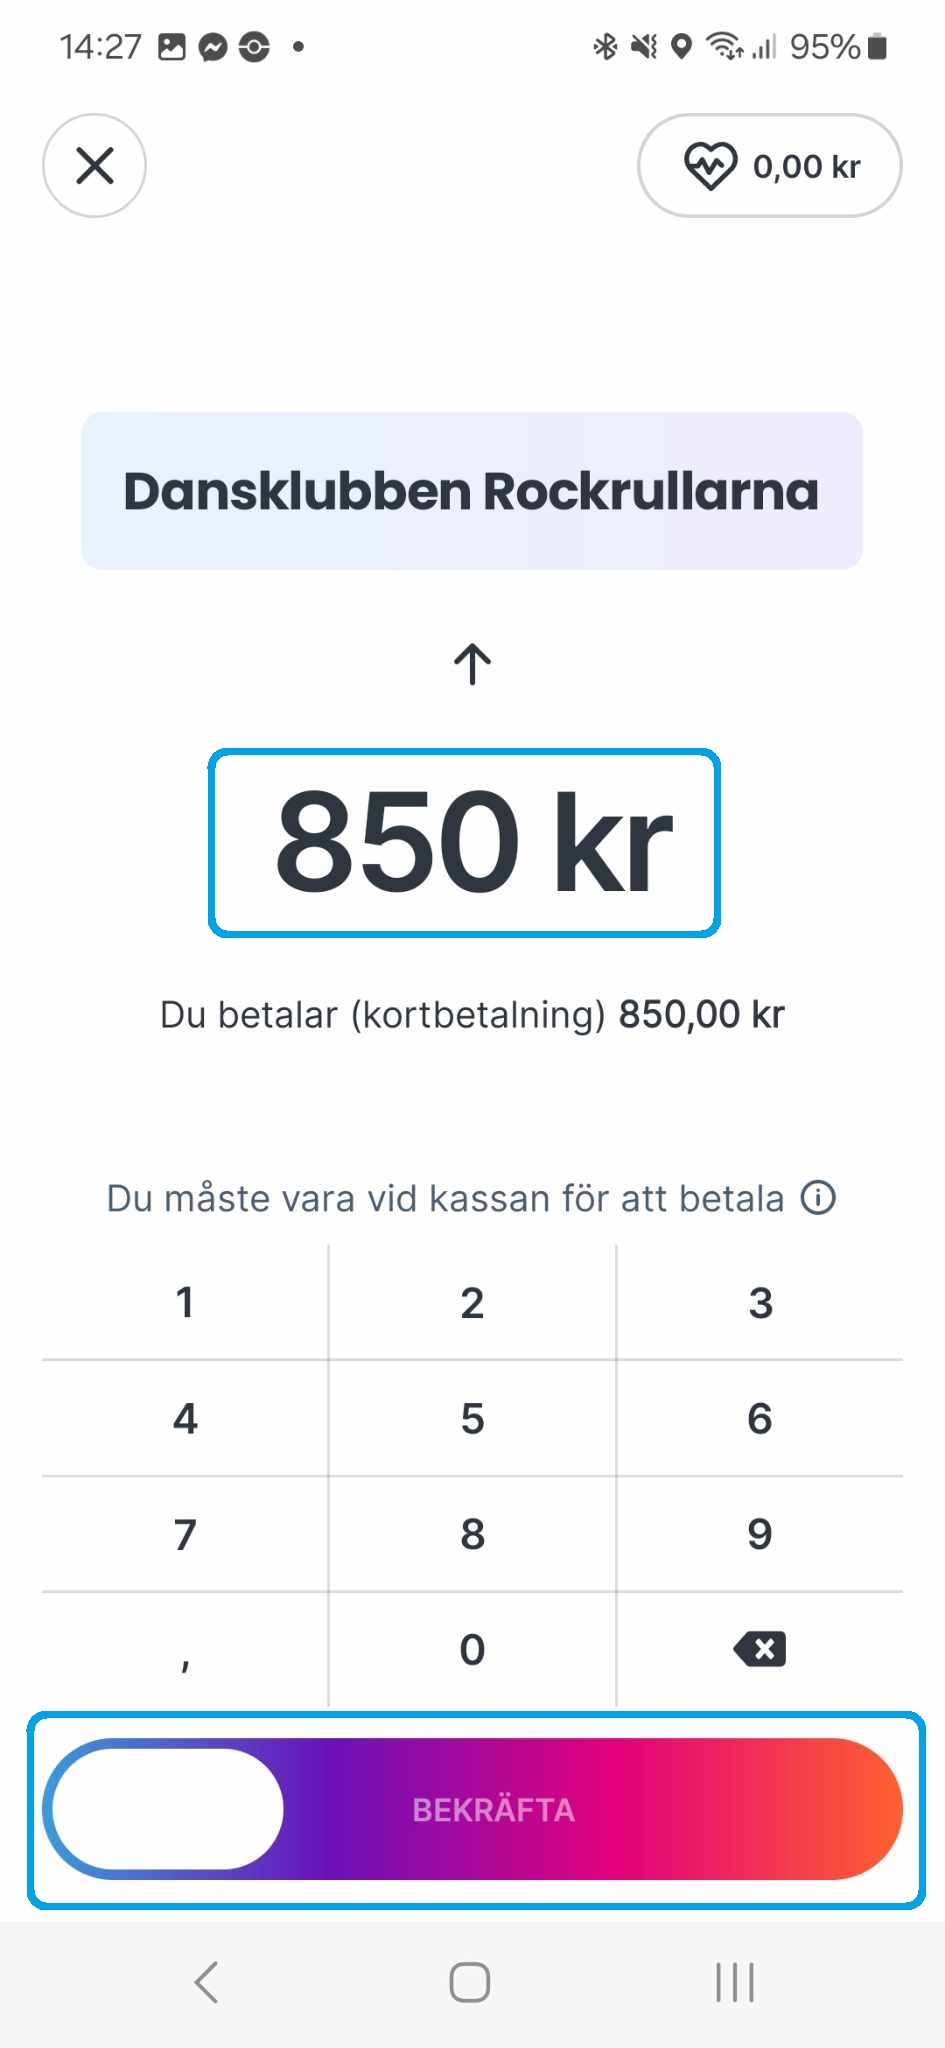 14:27
95%
0,00 kr
Dansklubben Rockrullarna
850 kr
Du betalar (kortbetalning) 850,00 kr
Du måste vara vid kassan för att betala
1 2 3
4 5 6
7 8 9
, 0
BEKRÄFTA